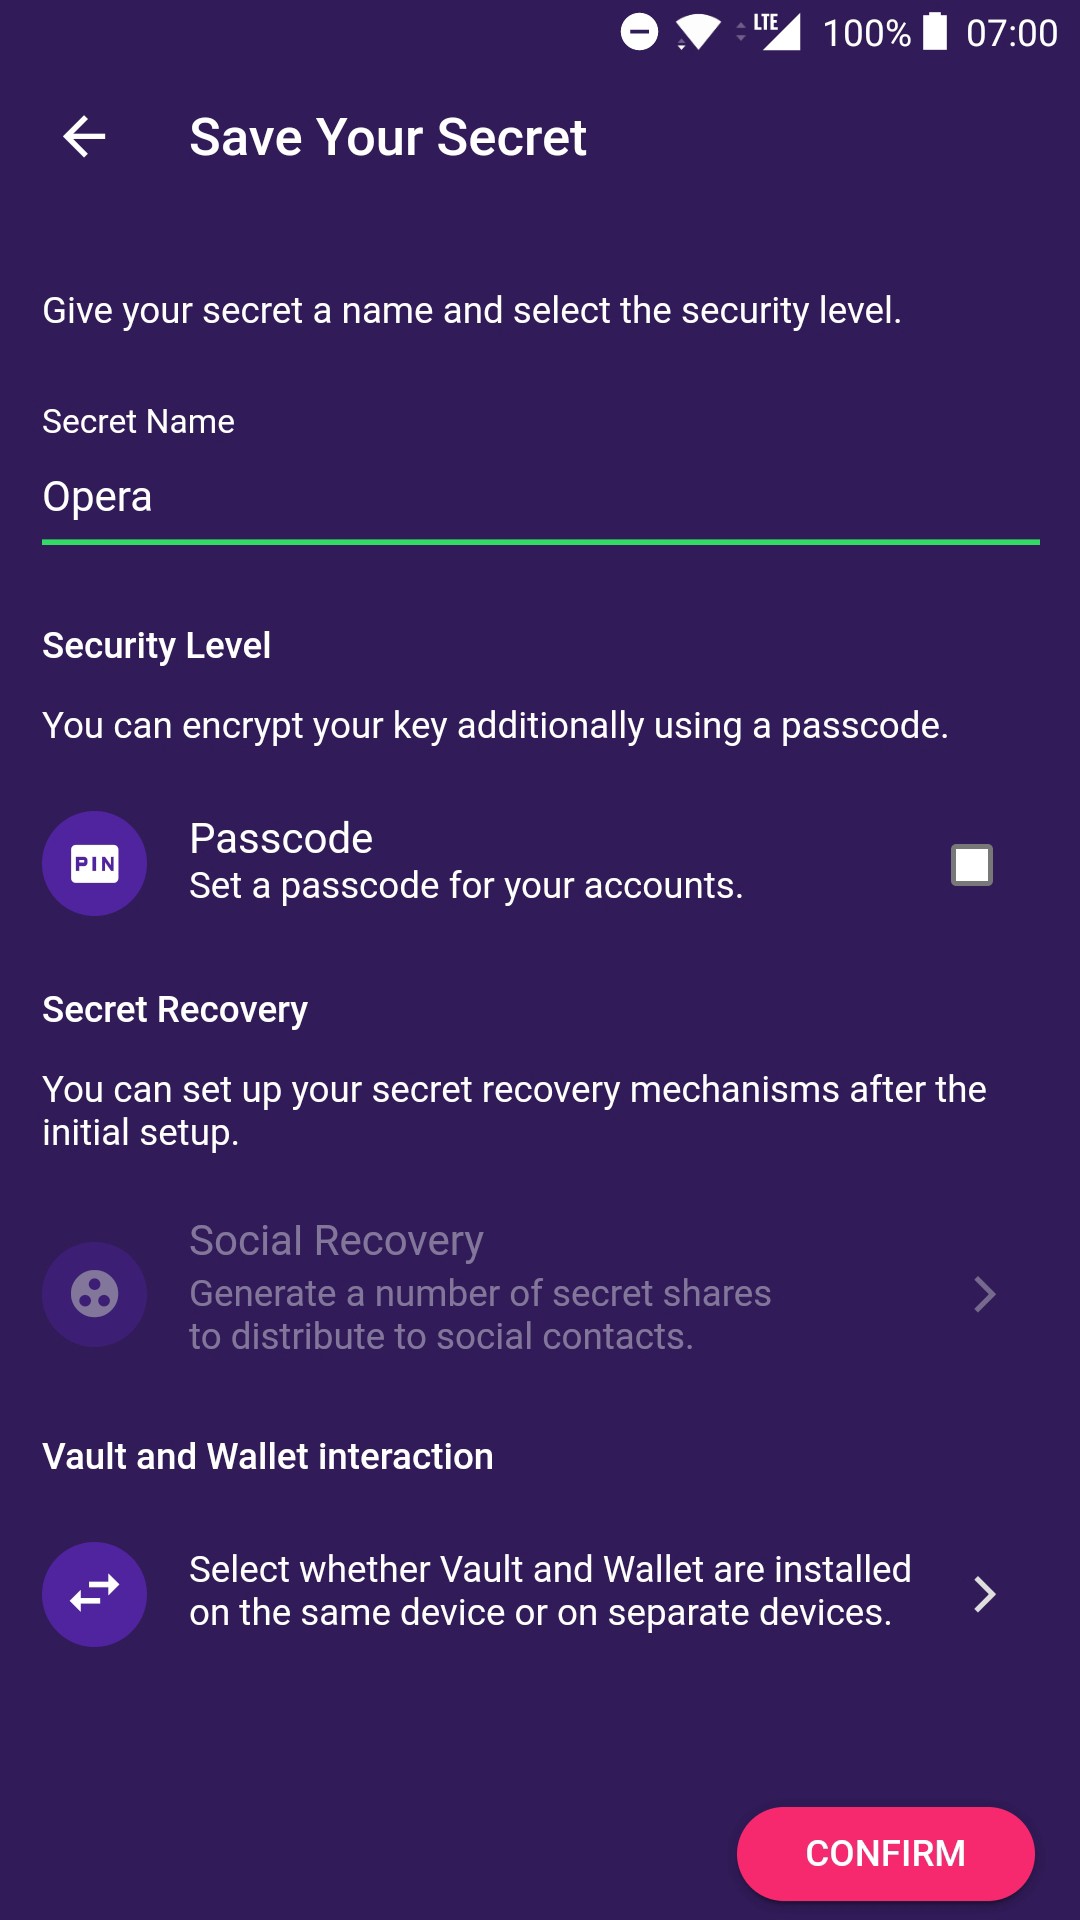 LTE 100% 07:00
Save Your Secret
Give your secret a name and select the security level.
Secret Name
Opera
Security Level
You can encrypt your key additionally using a passcode.
PIN
Passcode
Set a passcode for your accounts.
Secret Recovery
You can set up your secret recovery mechanisms after the
initial setup.
Social Recovery
Generate a number of secret shares
to distribute to social contacts.
Vault and Wallet interaction
Select whether Vault and Wallet are installed
on the same device or on separate devices.
CONFIRM